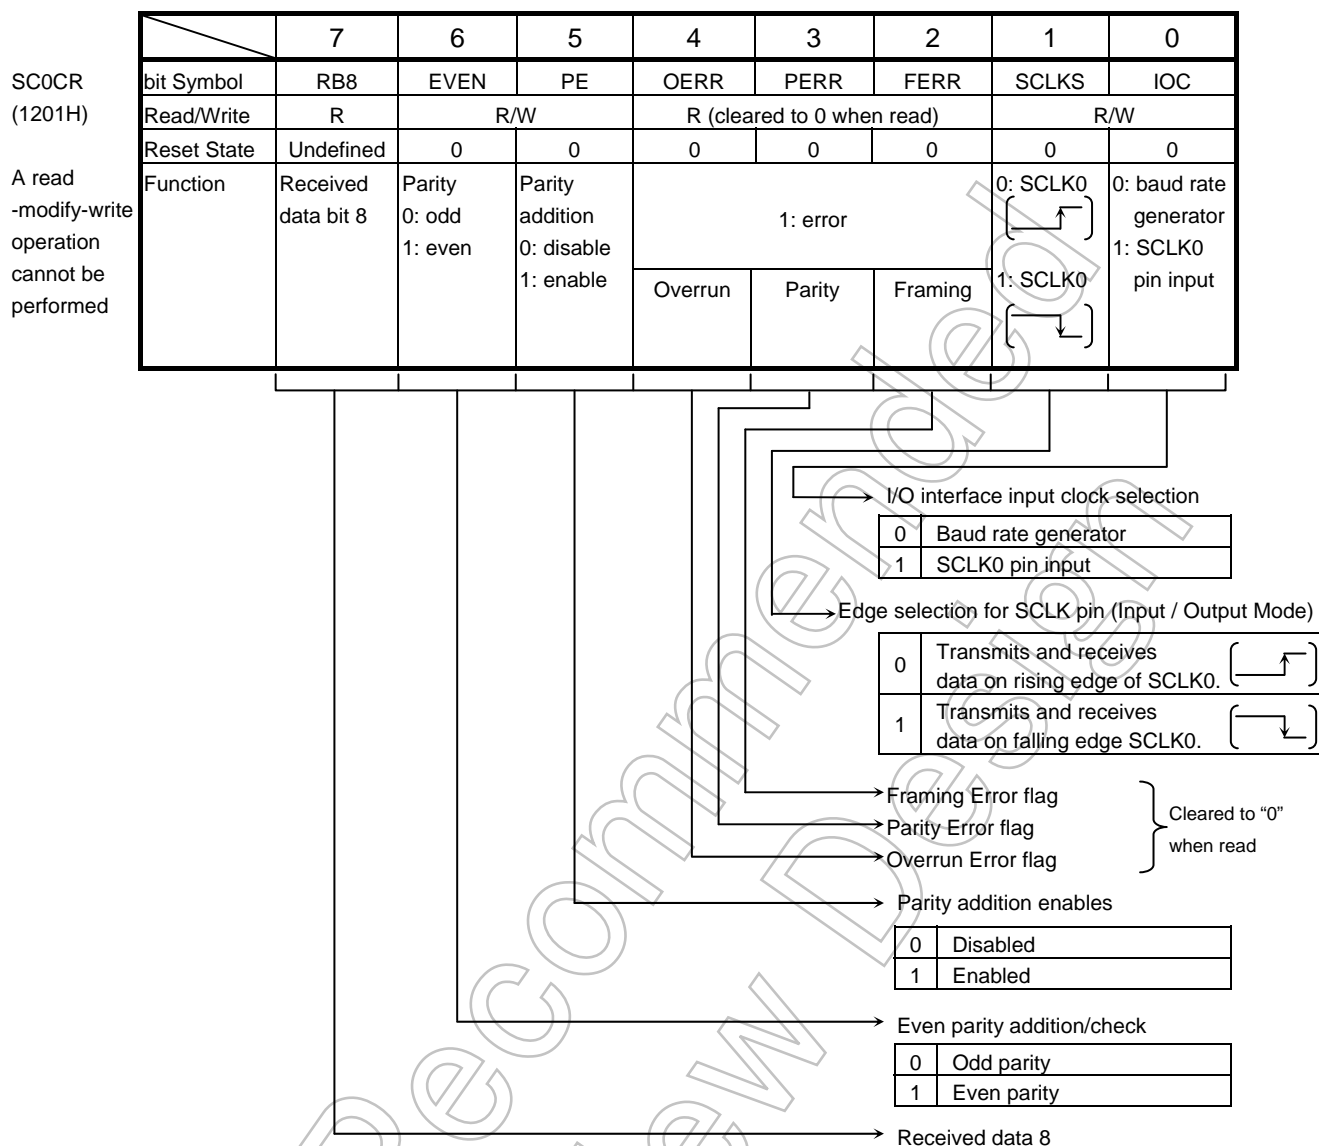 7 6 5 4 3 2 1 0
SC0CR
(1201H)
A read
-modify-write
operation
cannot be
performed
bit Symbol RB8 EVEN PE OERR PERR FERR SCLKS IOC
Read/Write R R/W R (cleared to 0 when read) R/W
Reset State Undefined 0 0 0 0 0 0 0
Function
Received
data bit 8
Parity
0: odd
1: even
Parity
addition
0: disable
1: enable
1: error
Overrun Parity Framing
0: SCLK0
1: SCLK0
0: baud rate
generator
1: SCLK0
pin input
I/O interface input clock selection
0 Baud rate generator
1 SCLK0 pin input
Edge selection for SCLK pin (Input / Output Mode)
0 Transmits and receives
data on rising edge of SCLK0.
1 Transmits and receives
data on falling edge SCLK0.
Framing Error flag
Parity Error flag
Overrun Error flag
Cleared to “0”
when read
Parity addition enables
0 Disabled
1 Enabled
Even parity addition/check
0 Odd parity
1 Even parity
Received data 8
Recommended
New Design